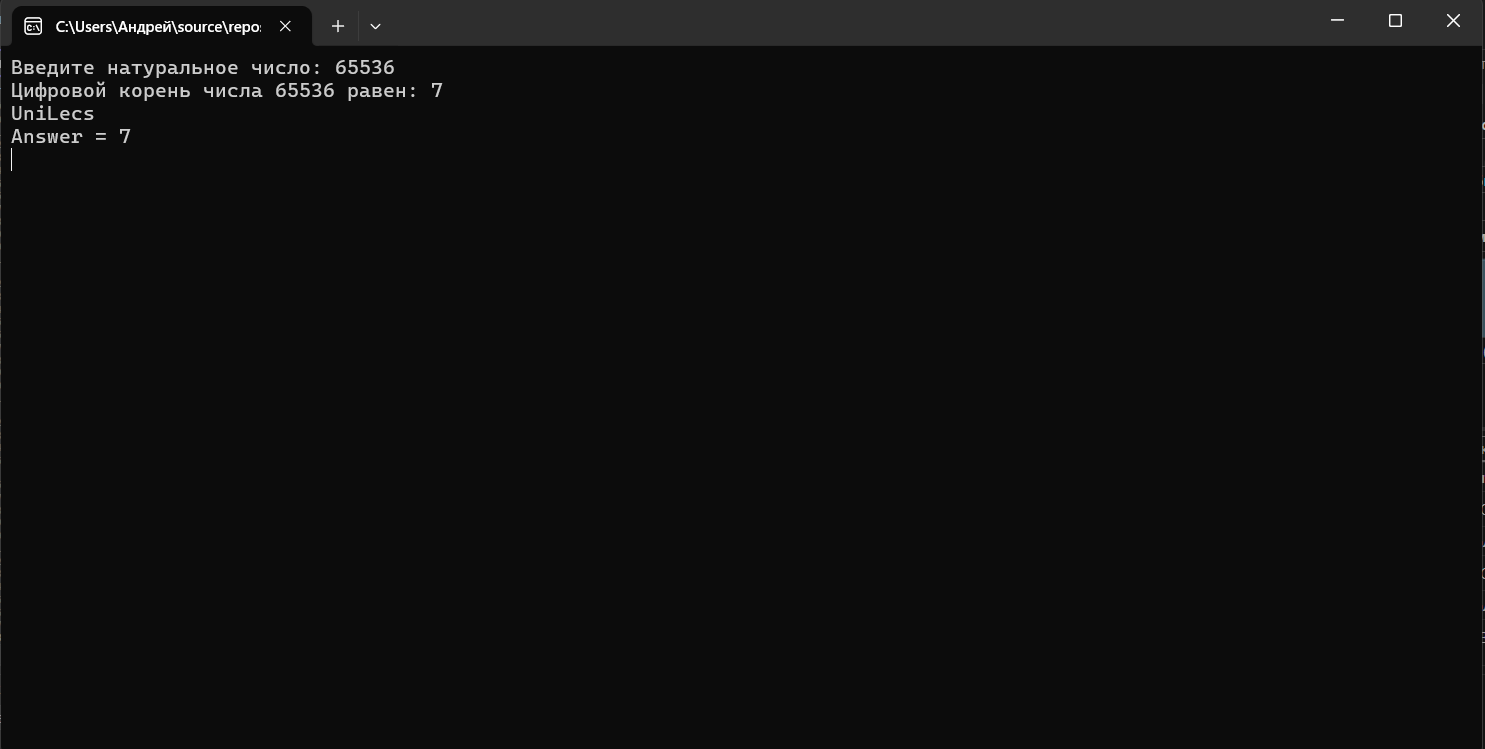 C:\Users\Андрей\source\repo
Введите натуральное число: 65536
Цифровой корень числа 65536 равен: 7
UniLecs
Answer = 7